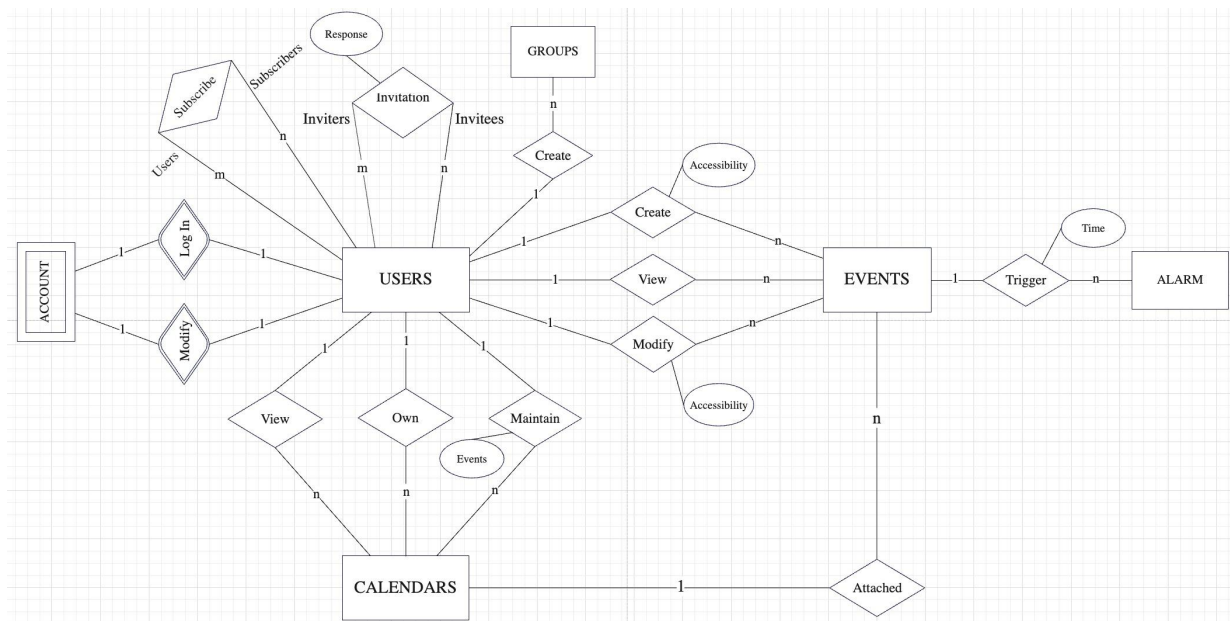 Response
GROUPS
Subscribe
Subscribers
Invitation
Inviters
Invitees
n
n
Create
Users
m
m
n
1
Accessibility
Create
1
n
Time
ACCOUNT
1
Log In
1
USERS
1
View
n
EVENTS
1
Trigger
n
ALARM
1
Modify
1
1
Modify
n
Accessibility
1
1
1
View
Own
Maintain
Events
n
n
n
n
CALENDARS
1
Attached